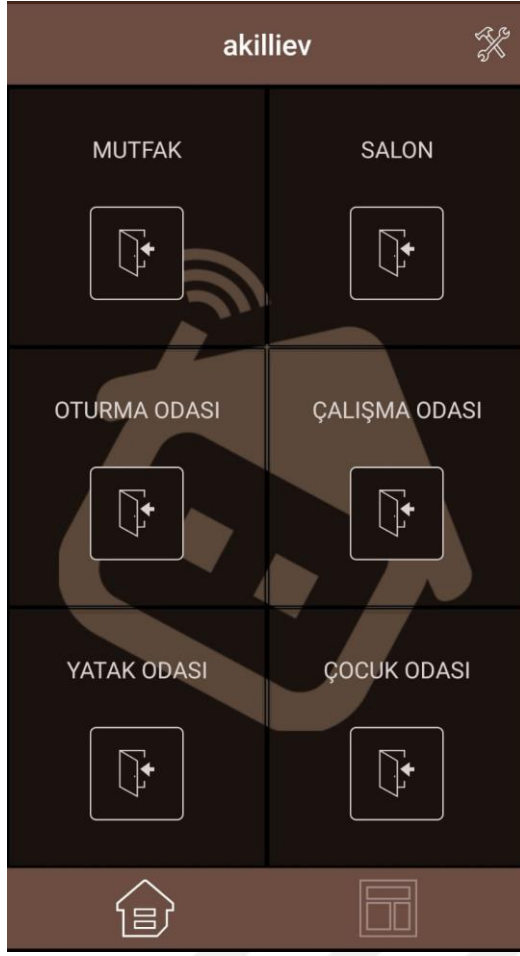 akilliev
MUTFAK
SALON
OTURMA ODASI
ÇALIŞMA ODASI
YATAK ODASI
ÇOCUK ODASI